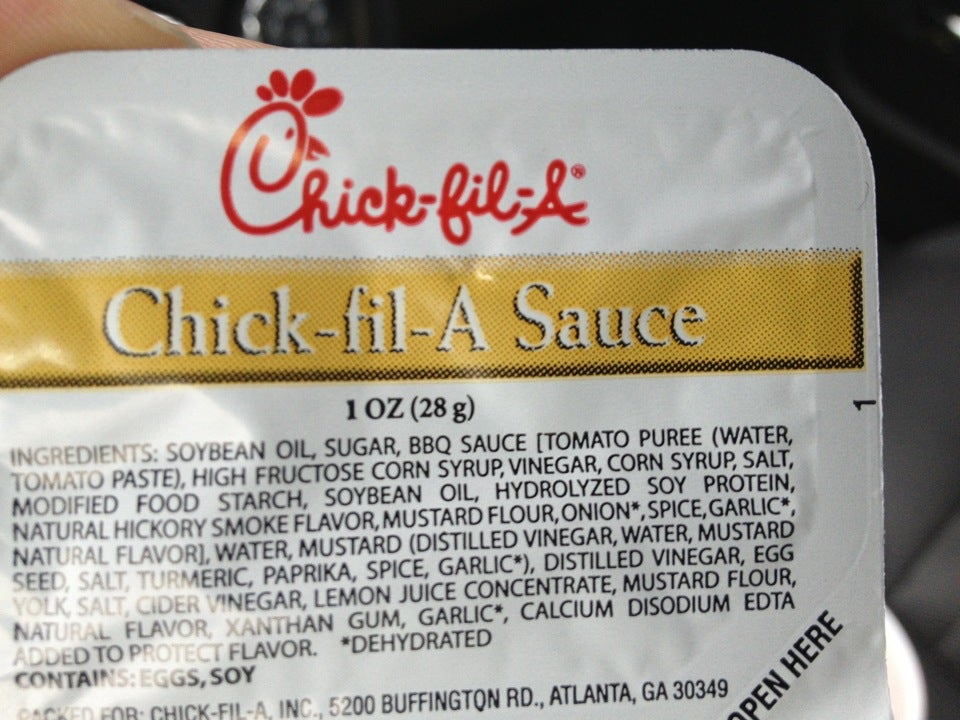 Chick-fil-A®
Chick-fil-A Sauce
1 OZ (28 g)
1
INGREDIENTS: SOYBEAN OIL, SUGAR, BBQ SAUCE [TOMATO PUREE (WATER,
TOMATO PASTE), HIGH FRUCTOSE CORN SYRUP, VINEGAR, CORN SYRUP, SALT,
MODIFIED FOOD STARCH, SOYBEAN OIL, HYDROLYZED SOY PROTEIN,
NATURAL HICKORY SMOKE FLAVOR, MUSTARD FLOUR, ONION*, SPICE, GARLIC*,
NATURAL FLAVOR], WATER, MUSTARD (DISTILLED VINEGAR, WATER, MUSTARD
SEED, SALT, TURMERIC, PAPRIKA, SPICE, GARLIC*), DISTILLED VINEGAR, EGG
YOLK, SALT, CIDER VINEGAR, LEMON JUICE CONCENTRATE, MUSTARD FLOUR,
NATURAL FLAVOR, XANTHAN GUM, GARLIC*, CALCIUM DISODIUM EDTA
ADDED TO PROTECT FLAVOR. *DEHYDRATED
CONTAINS: EGGS, SOY
PACKED FOR: CHICK-FIL-A, INC., 5200 BUFFINGTON RD., ATLANTA, GA 30349
OPEN HERE